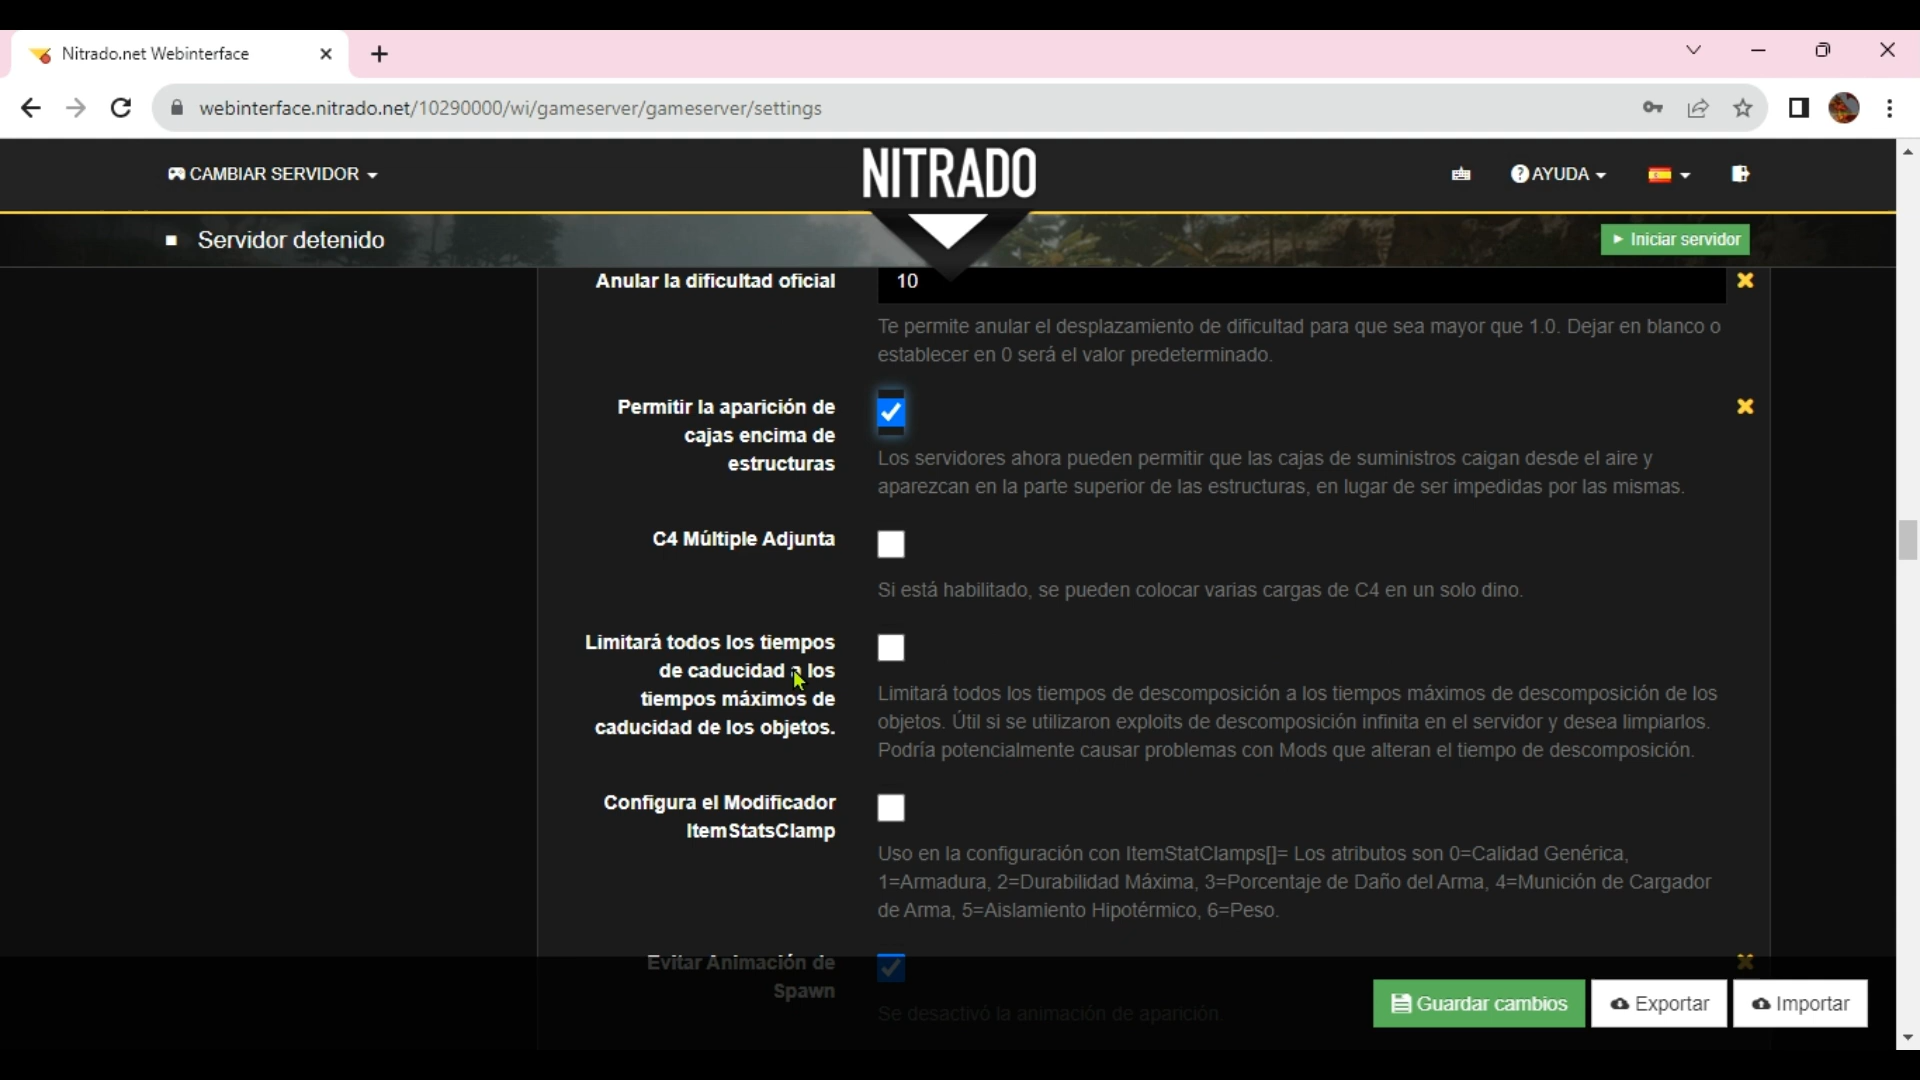 Nitrado.net Webinterface
webinterface.nitrado.net/10290000/wi/gameserver/gameserver/settings
CAMBIAR SERVIDOR
NITRADO
AYUDA
Servidor detenido
Iniciar servidor
Anular la dificultad oficial
10
Te permite anular el desplazamiento de dificultad para que sea mayor que 1.0. Dejar en blanco o
establecer en 0 será el valor predeterminado.
Permitir la aparición de
cajas encima de
estructuras
Los servidores ahora pueden permitir que las cajas de suministros caigan desde el aire y
aparezcan en la parte superior de las estructuras, en lugar de ser impedidas por las mismas.
C4 Múltiple Adjunta
Si está habilitado, se pueden colocar varias cargas de C4 en un solo dino.
Limitará todos los tiempos
de caducidad a los
tiempos máximos de
caducidad de los objetos.
Limitará todos los tiempos de descomposición a los tiempos máximos de descomposición de los
objetos. Útil si se utilizaron exploits de descomposición infinita en el servidor y desea limpiarlos.
Podría potencialmente causar problemas con Mods que alteran el tiempo de descomposición.
Configura el Modificador
ItemStatsClamp
Uso en la configuración con ItemStatClamps[]= Los atributos son 0=Calidad Genérica,
1=Armadura, 2=Durabilidad Máxima, 3=Porcentaje de Daño del Arma, 4=Munición de Cargador
de Arma, 5=Aislamiento Hipotérmico, 6=Peso.
Evitar Animación de
Spawn
Se desactivó la animación de aparición.
Guardar cambios
Exportar
Importar